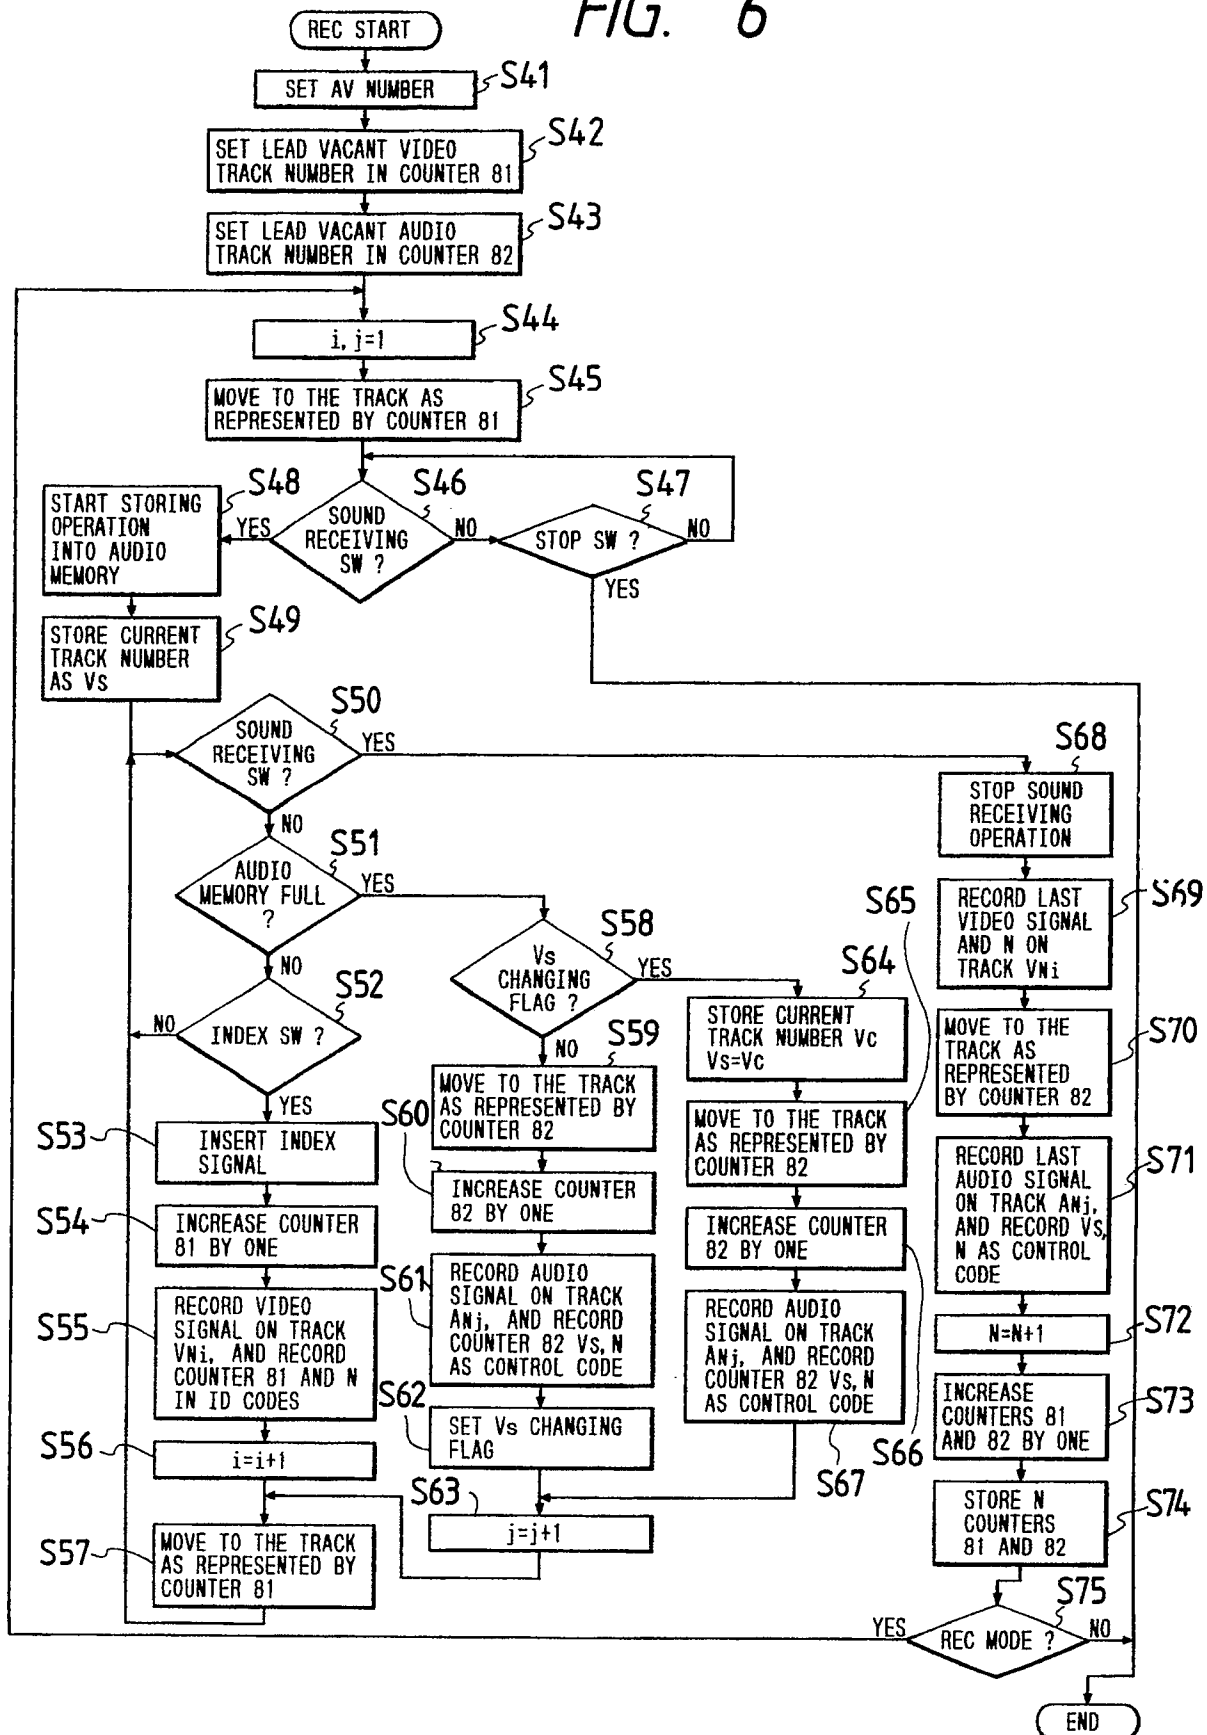 FIG. 6
REC START
SET AV NUMBER
S41
SET LEAD VACANT VIDEO
TRACK NUMBER IN COUNTER 81
S42
SET LEAD VACANT AUDIO
TRACK NUMBER IN COUNTER 82
S43
i, j=1
S44
MOVE TO THE TRACK AS
REPRESENTED BY COUNTER 81
S45
SOUND
RECEIVING
SW ?
S46
YES
NO
STOP SW ?
S47
NO
YES
START STORING
OPERATION
INTO AUDIO
MEMORY
S48
STORE CURRENT
TRACK NUMBER
AS Vs
S49
SOUND
RECEIVING
SW ?
S50
YES
NO
AUDIO
MEMORY FULL
?
S51
YES
NO
INDEX SW ?
S52
NO
YES
S53
INSERT INDEX
SIGNAL
S54
INCREASE COUNTER
81 BY ONE
S55
RECORD VIDEO
SIGNAL ON TRACK
VNi, AND RECORD
COUNTER 81 AND N
IN ID CODES
S56
i=i+1
S57
MOVE TO THE TRACK
AS REPRESENTED BY
COUNTER 81
Vs
CHANGING
FLAG ?
S58
YES
NO
S59
MOVE TO THE TRACK
AS REPRESENTED BY
COUNTER 82
S60
INCREASE COUNTER
82 BY ONE
S61
RECORD AUDIO
SIGNAL ON TRACK
ANj, AND RECORD
COUNTER 82 Vs, N
AS CONTROL CODE
S62
SET Vs CHANGING
FLAG
S63
j=j+1
S64
STORE CURRENT
TRACK NUMBER Vc
Vs=Vc
S65
MOVE TO THE TRACK
AS REPRESENTED BY
COUNTER 82
INCREASE COUNTER
82 BY ONE
S66
RECORD AUDIO
SIGNAL ON TRACK
ANj, AND RECORD
COUNTER 82 Vs, N
AS CONTROL CODE
S67
S68
STOP SOUND
RECEIVING
OPERATION
S69
RECORD LAST
VIDEO SIGNAL
AND N ON
TRACK VNi
S70
MOVE TO THE
TRACK AS
REPRESENTED
BY COUNTER 82
S71
RECORD LAST
AUDIO SIGNAL
ON TRACK ANj,
AND RECORD Vs,
N AS CONTROL
CODE
S72
N=N+1
S73
INCREASE
COUNTERS 81
AND 82 BY ONE
S74
STORE N
COUNTERS
81 AND 82
S75
REC MODE ?
YES
NO
END